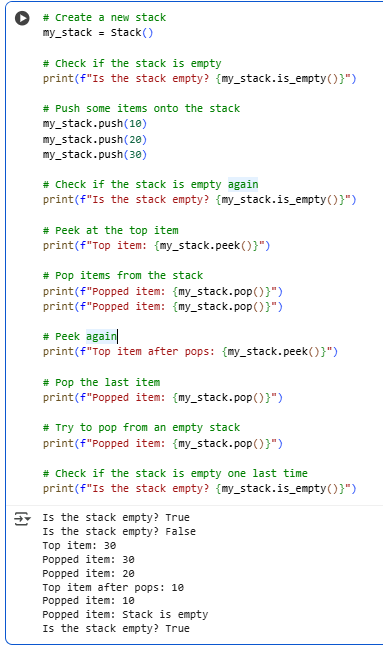 # Create a new stack
my_stack = Stack()
# Check if the stack is empty
print(f"Is the stack empty? {my_stack.is_empty()}")
# Push some items onto the stack
my_stack.push(10)
my_stack.push(20)
my_stack.push(30)
# Check if the stack is empty again
print(f"Is the stack empty? {my_stack.is_empty()}")
# Peek at the top item
print(f"Top item: {my_stack.peek()}")
# Pop items from the stack
print(f"Popped item: {my_stack.pop()}")
print(f"Popped item: {my_stack.pop()}")
# Peek again
print(f"Top item after pops: {my_stack.peek()}")
# Pop the last item
print(f"Popped item: {my_stack.pop()}")
# Try to pop from an empty stack
print(f"Popped item: {my_stack.pop()}")
# Check if the stack is empty one last time
print(f"Is the stack empty? {my_stack.is_empty()}")
Is the stack empty? True
Is the stack empty? False
Top item: 30
Popped item: 30
Popped item: 20
Top item after pops: 10
Popped item: 10
Popped item: Stack is empty
Is the stack empty? True